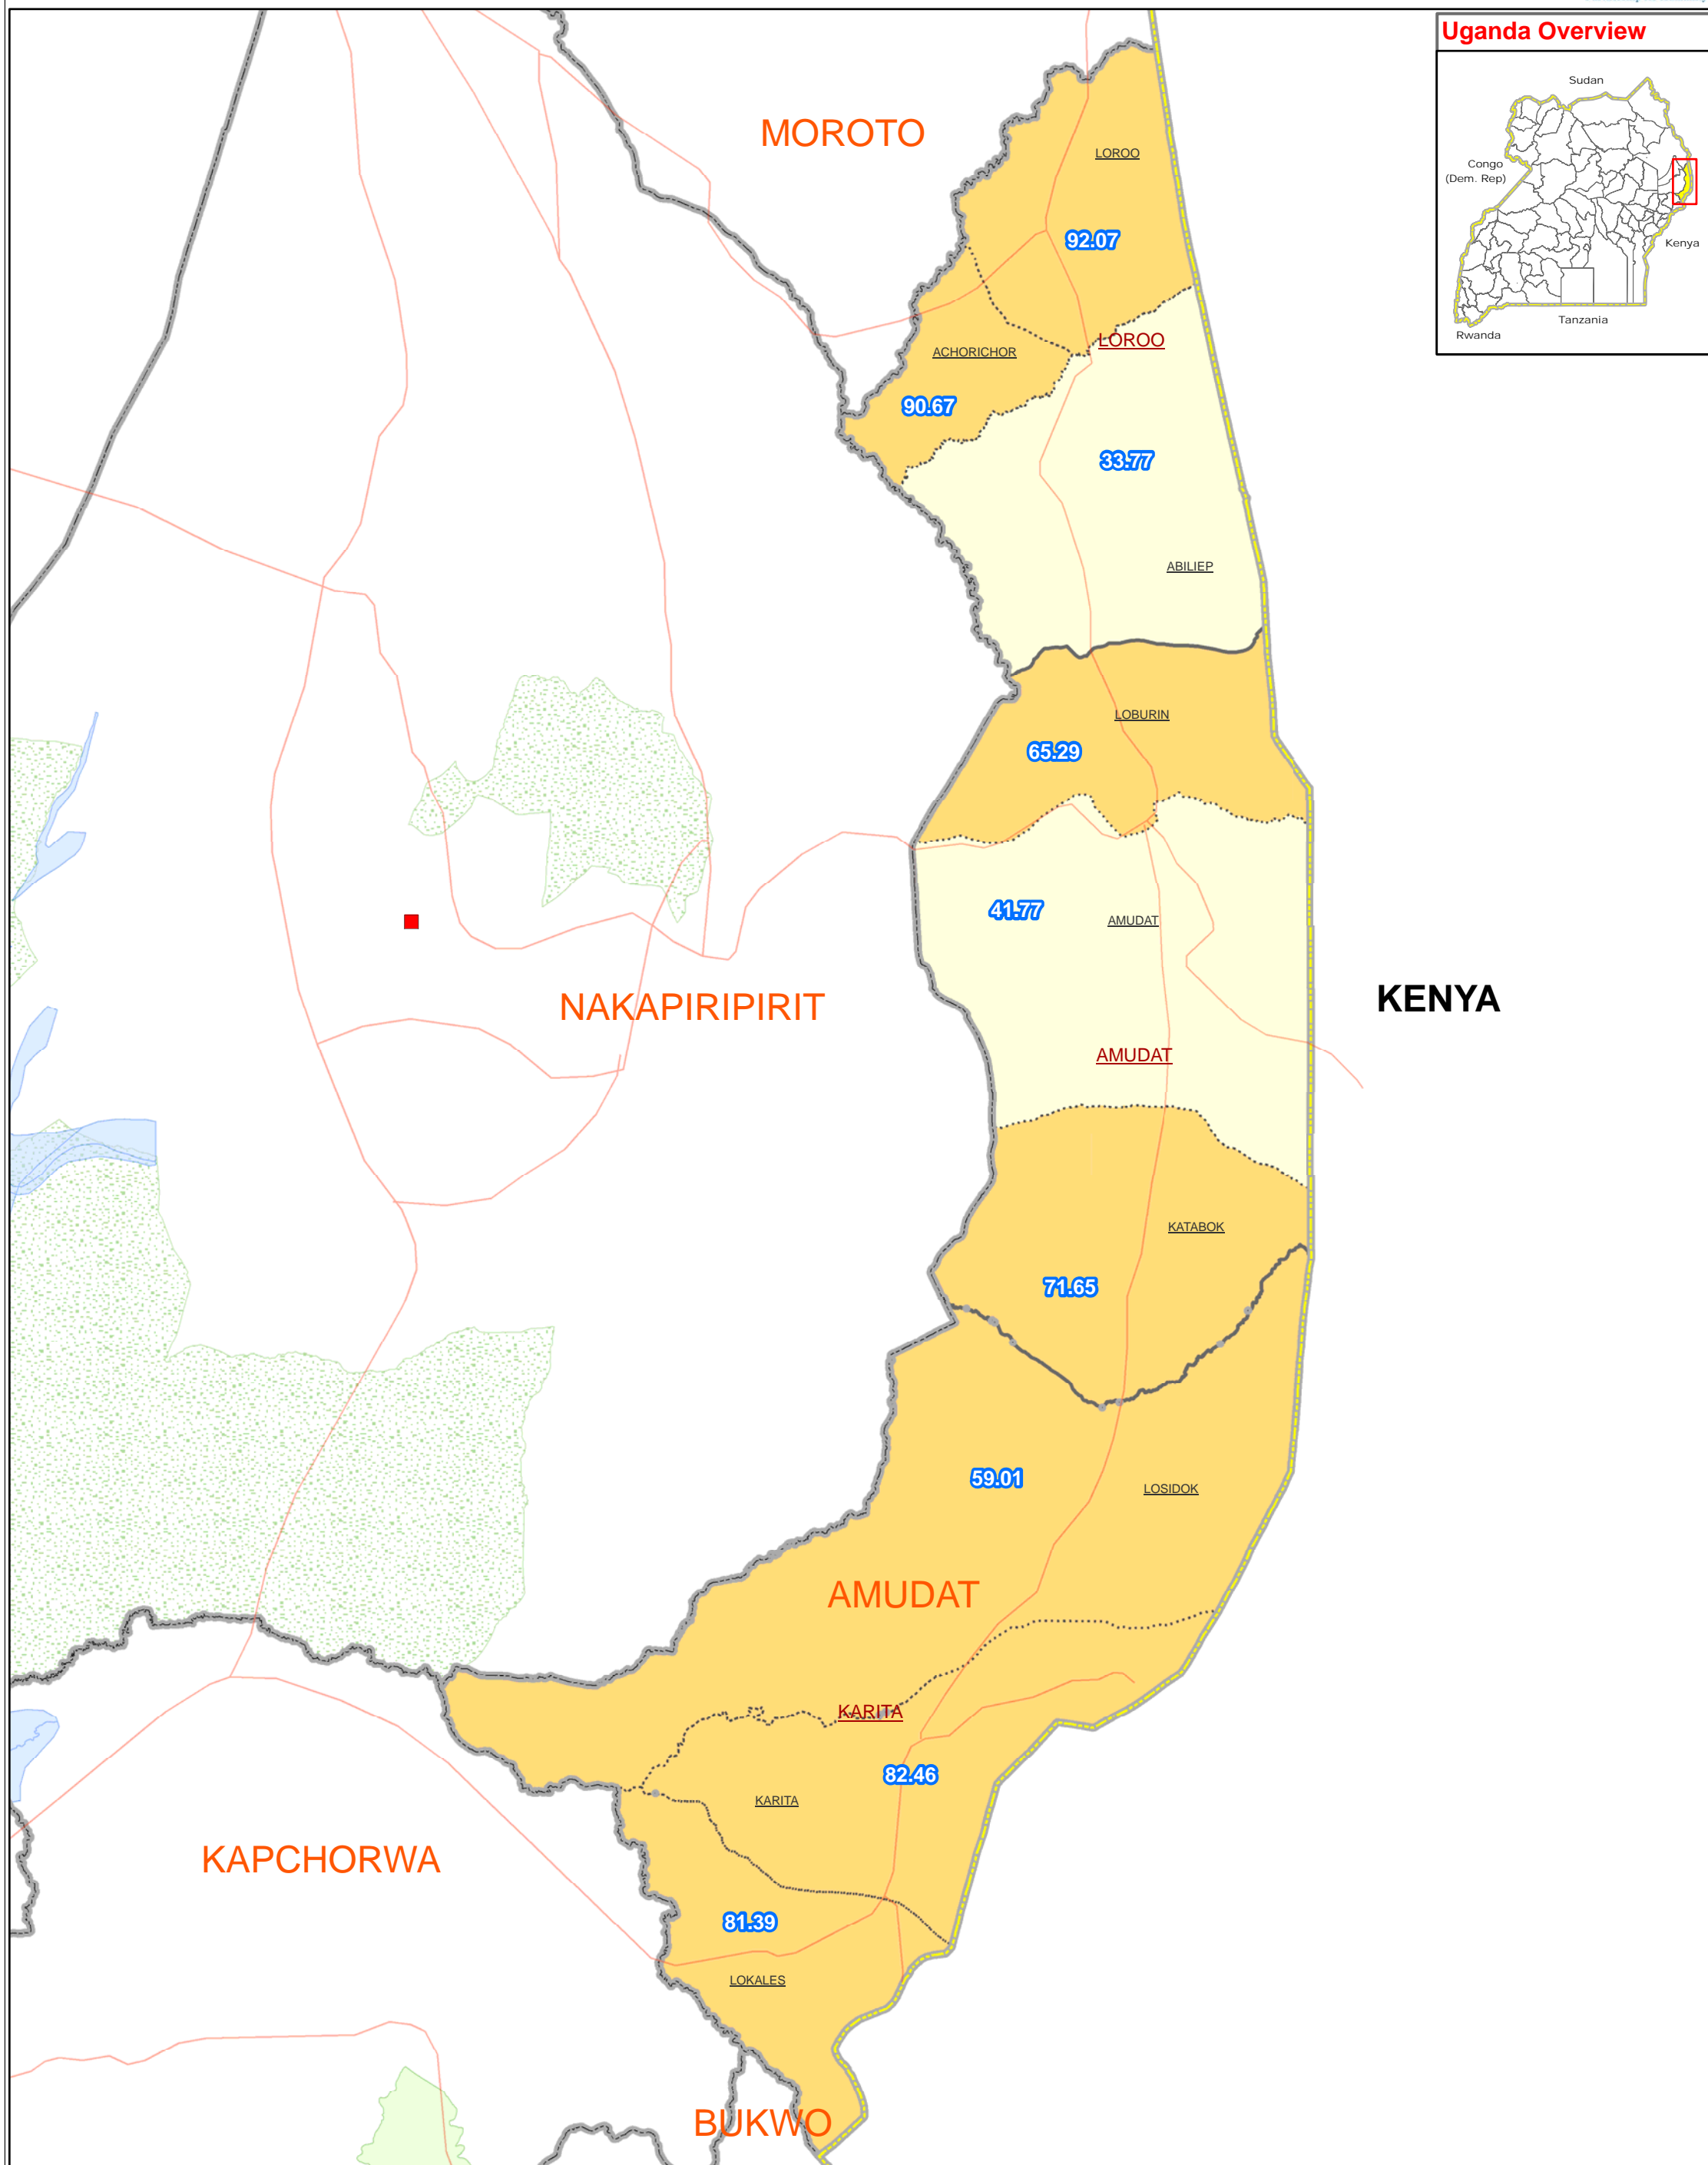 Uganda Overview
Sudan
Congo
(Dem. Rep)
Kenya
Tanzania
Rwanda
MOROTO
LOROO
92.07
LOROO
ACHORICHOR
90.67
33.77
ABILIEP
LOBURIN
65.29
41.77
AMUDAT
NAKAPIRIPIRIT
KENYA
AMUDAT
KATABOK
71.65
59.01
LOSIDOK
AMUDAT
KARITA
82.46
KARITA
KAPCHORWA
81.39
LOKALES
BUKWO